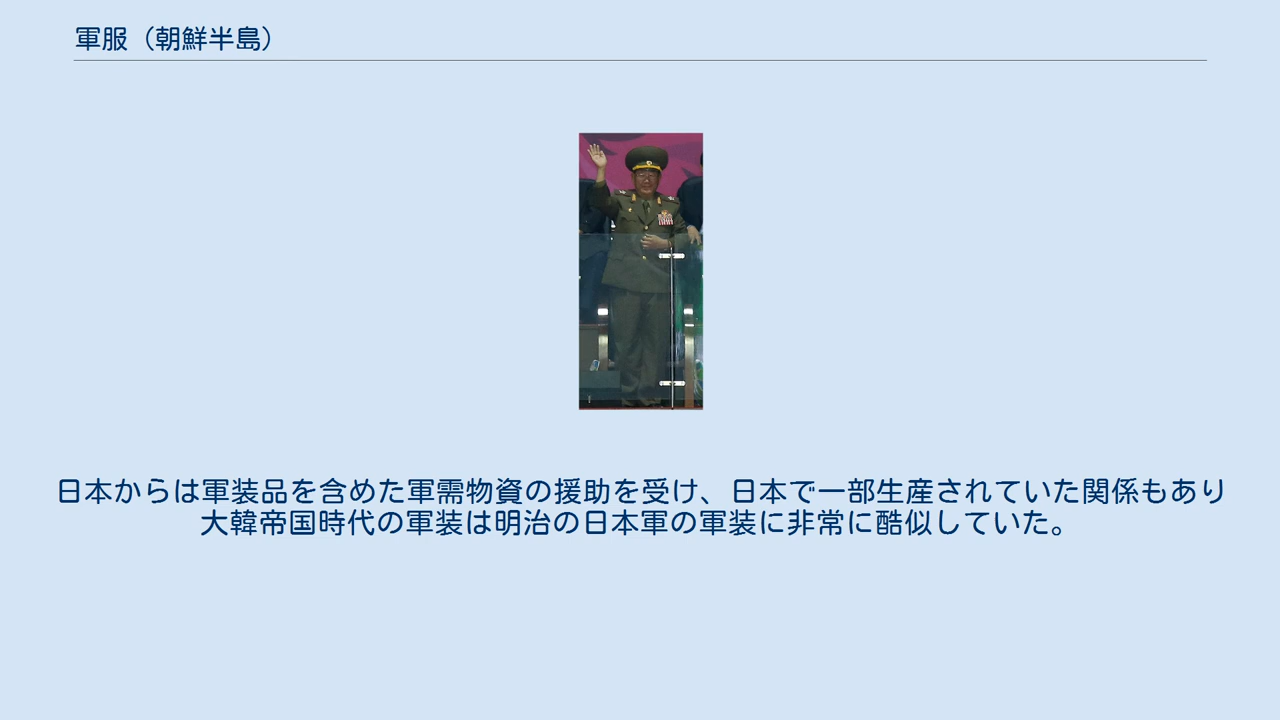 軍服（朝鮮半島）
日本からは軍装品を含めた軍需物資の援助を受け、日本で一部生産されていた関係もあり
大韓帝国時代の軍装は明治の日本軍の軍装に非常に酷似していた。